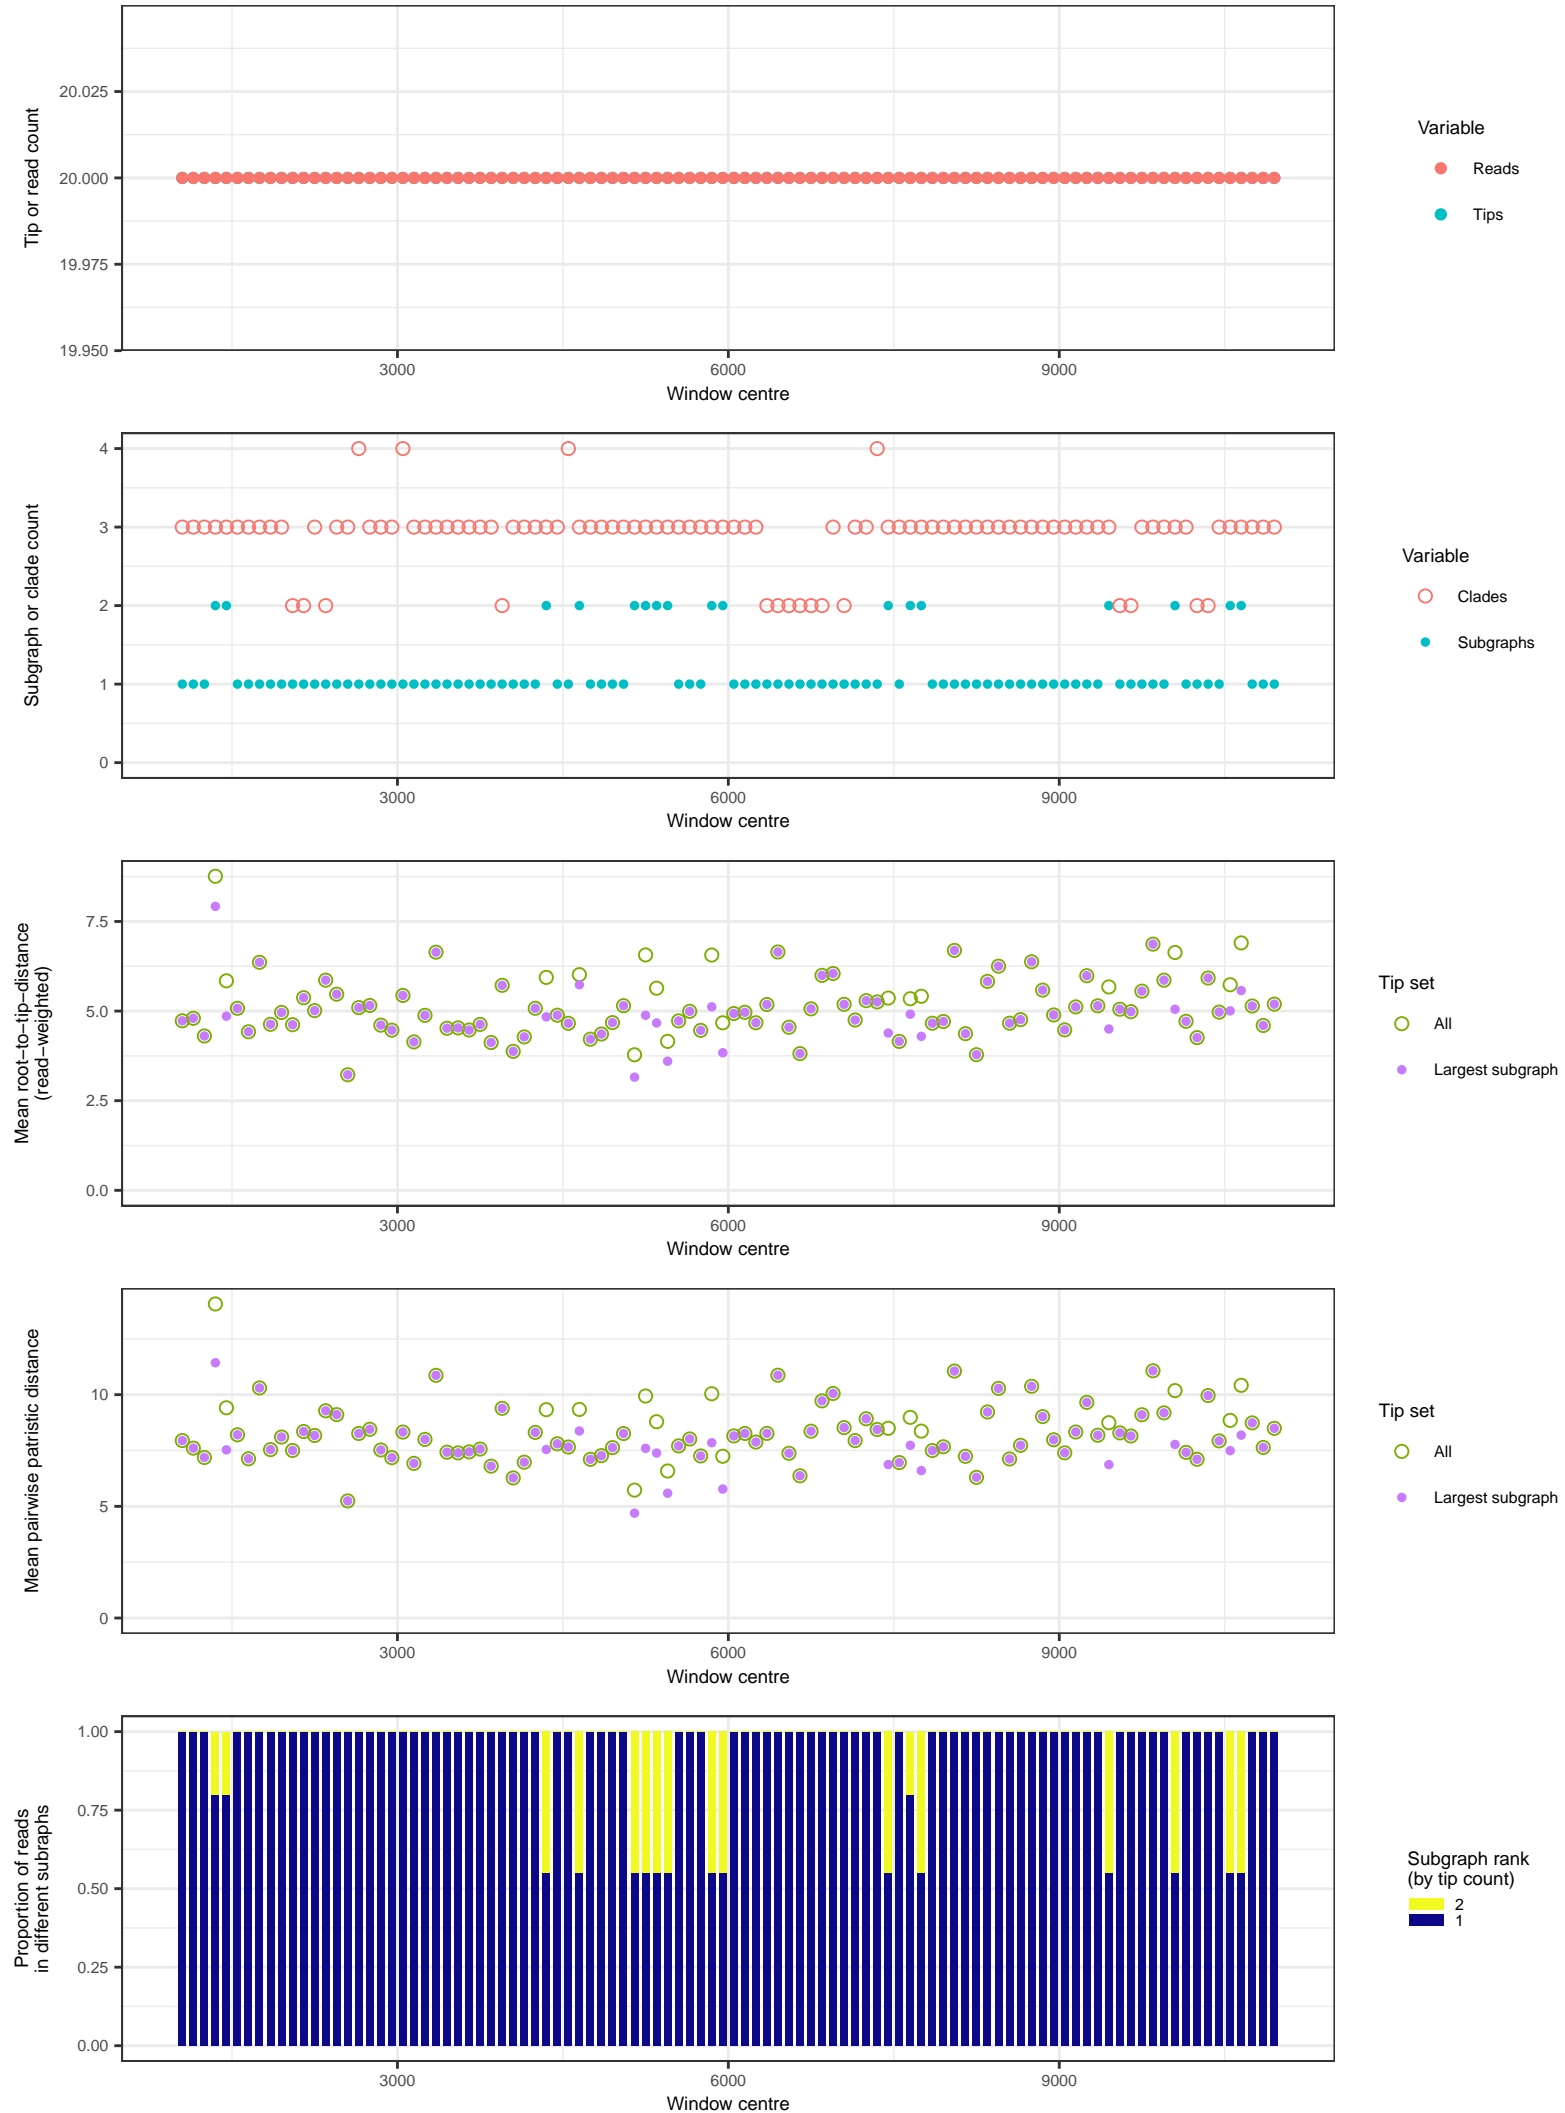 20.025
20.000
19.975
19.950
Tip or read count
3000
6000
9000
Window centre
Variable
Reads
Tips
4
3
2
1
0
Subgraph or clade count
3000
6000
9000
Window centre
Variable
Clades
Subgraphs
7.5
5.0
2.5
0.0
Mean root−to−tip−distance
(read−weighted)
3000
6000
9000
Window centre
Tip set
All
Largest subgraph
10
5
0
Mean pairwise patristic distance
3000
6000
9000
Window centre
Tip set
All
Largest subgraph
1.00
0.75
0.50
0.25
0.00
Proportion of reads
in different subraphs
3000
6000
9000
Window centre
Subgraph rank
(by tip count)
2
1